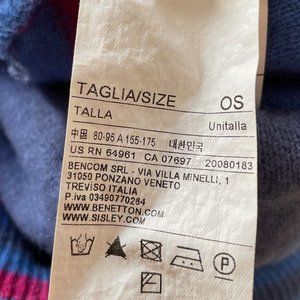 TAGLIA/SIZE OS
TALLA Unitalla
中国 80-95 A 155-175 대한민국
US RN 64961 CA 07697 20080183
BENCOM SRL - VIA VILLA MINELLI, 1
31050 PONZANO VENETO
TREVISO ITALIA
P.iva 03490770264
WWW.BENETTON.COM
WWW.SISLEY.COM